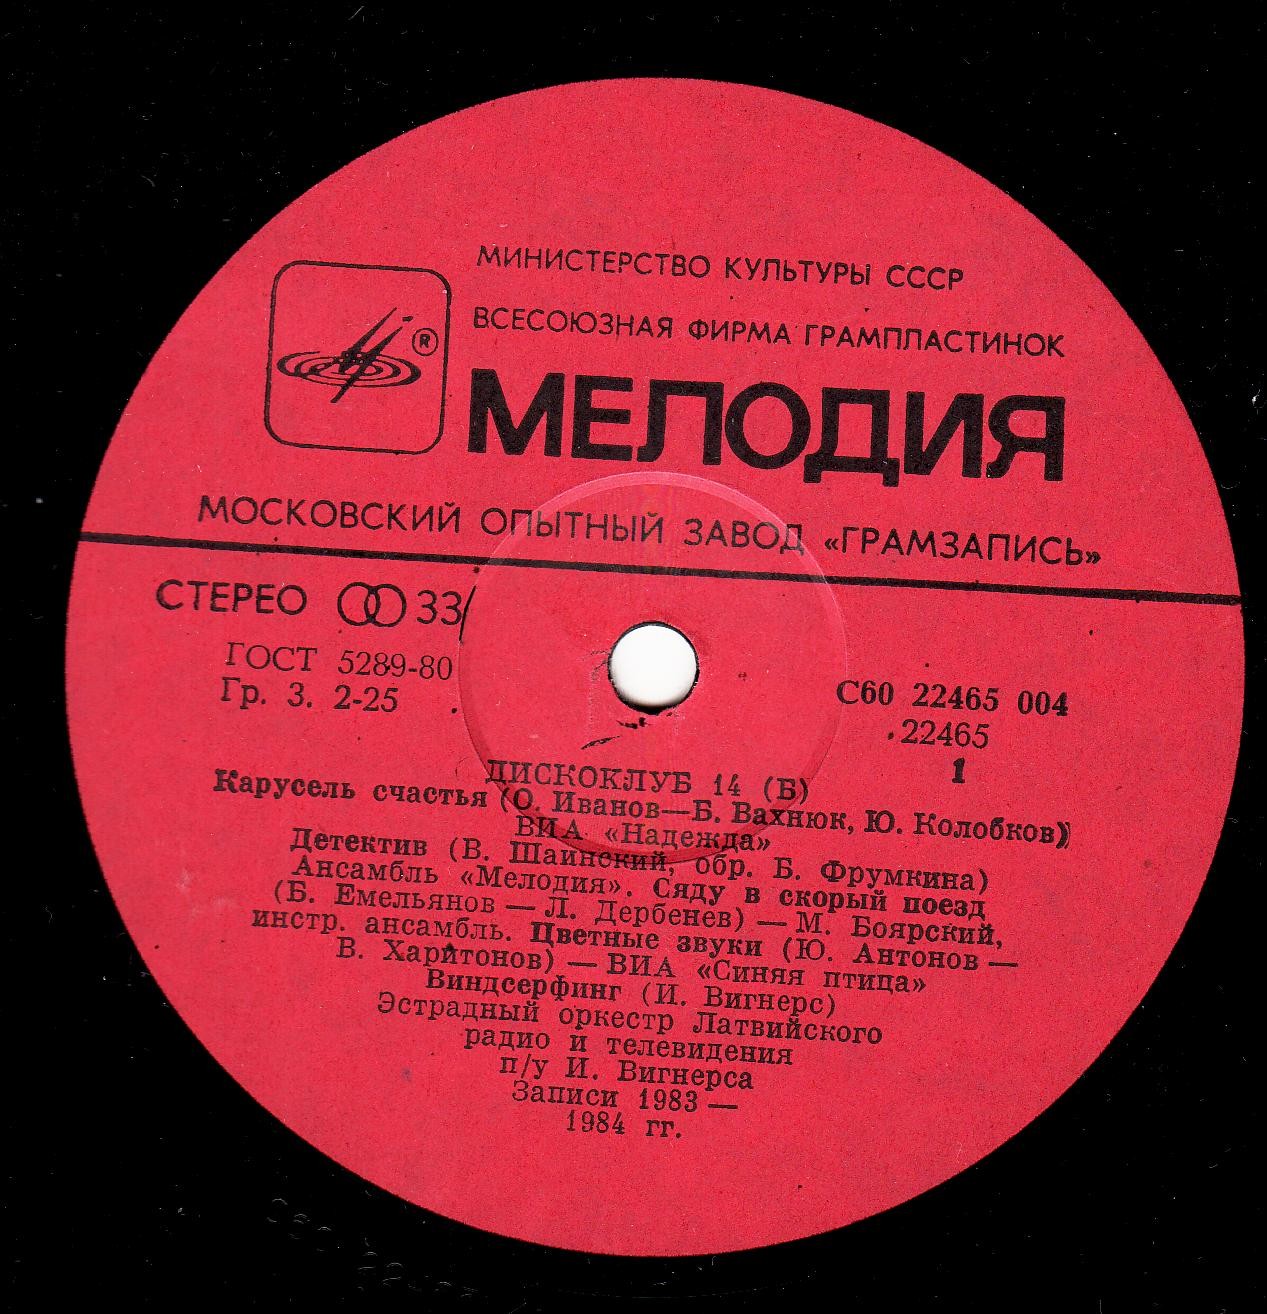 МИНИСТЕРСТВО КУЛЬТУРЫ СССР
ВСЕСОЮЗНАЯ ФИРМА ГРАМПЛАСТИНОК
®
МЕЛОДИЯ
МОСКОВСКИЙ ОПЫТНЫЙ ЗАВОД «ГРАМЗАПИСЬ»
СТЕРЕО 33
ГОСТ 5289-80
Гр. 3. 2-25
С60 22465 004
22465
1
ДИСКОКЛУБ 14 (Б)
Карусель счастья (О. Иванов—Б. Вахнюк, Ю. Колобков)
ВИА «Надежда»
Детектив (В. Шаинский, обр. Б. Фрумкина)
Ансамбль «Мелодия». Сяду в скорый поезд
(Б. Емельянов — Л. Дербенев) — М. Боярский,
инстр. ансамбль. Цветные звуки (Ю. Антонов —
В. Харитонов) — ВИА «Синяя птица»
Виндсерфинг (И. Вигнерс)
Эстрадный оркестр Латвийского
радио и телевидения
п/у И. Вигнерса
Записи 1983 —
1984 гг.